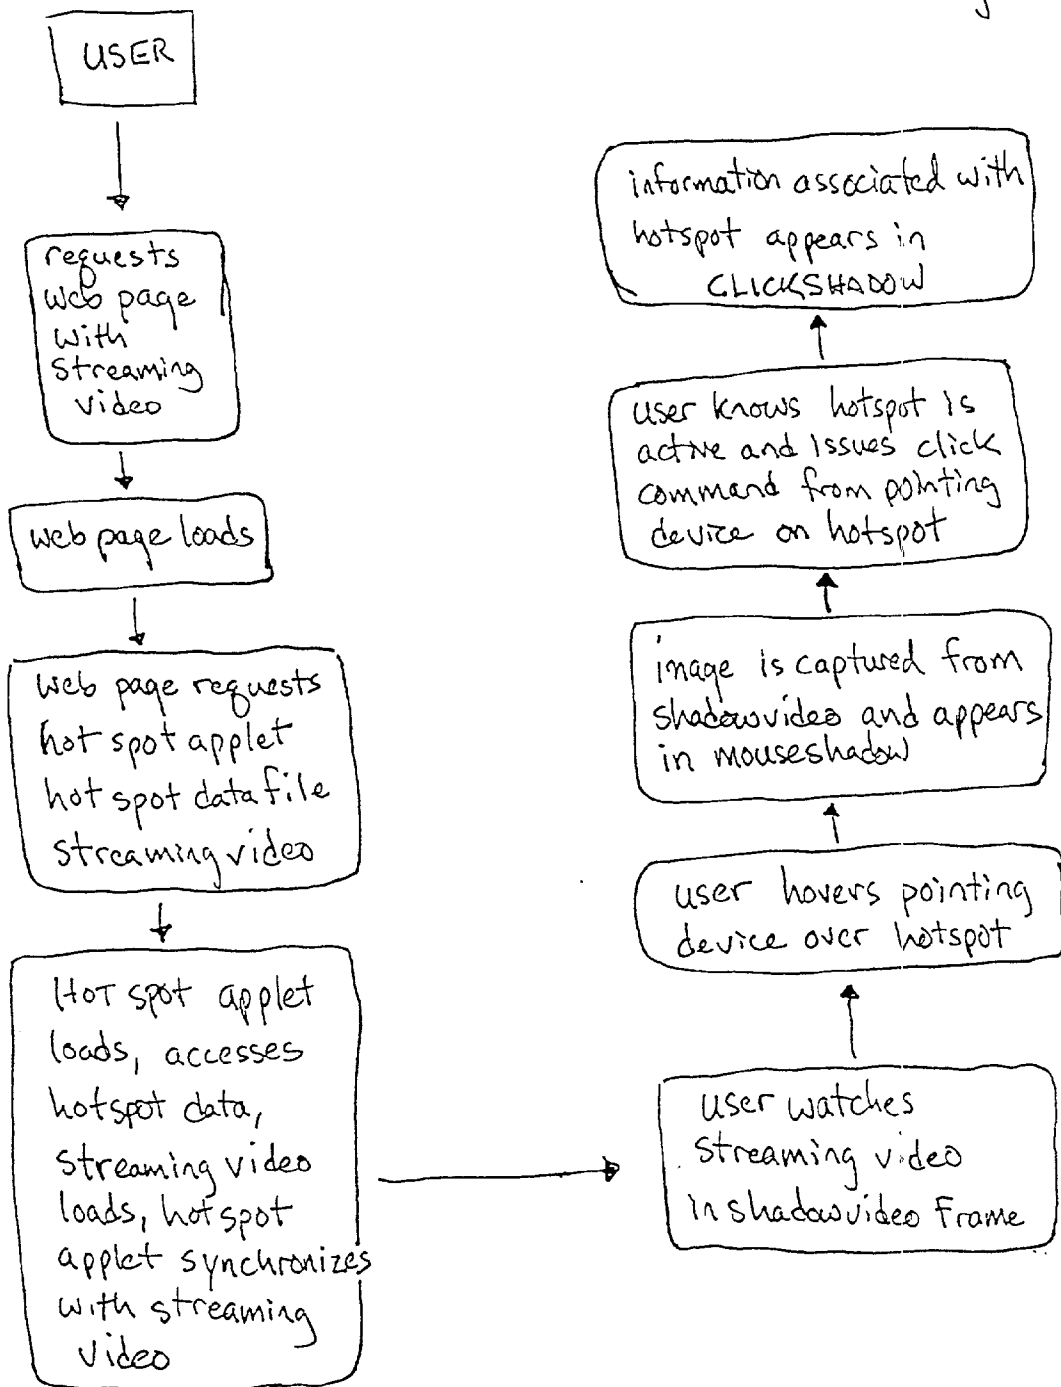 USER
requests
web page
with
streaming
video
web page loads
web page requests
hot spot applet
hot spot data file
streaming video
Hot spot applet
loads, accesses
hotspot data,
streaming video
loads, hotspot
applet synchronizes
with streaming
video
user watches
streaming video
in shadowvideo Frame
user hovers pointing
device over hotspot
image is captured from
shadowvideo and appears
in mouseshadow
user knows hotspot is
active and issues click
command from pointing
device on hotspot
information associated with
hotspot appears in
CLICKSHADOW